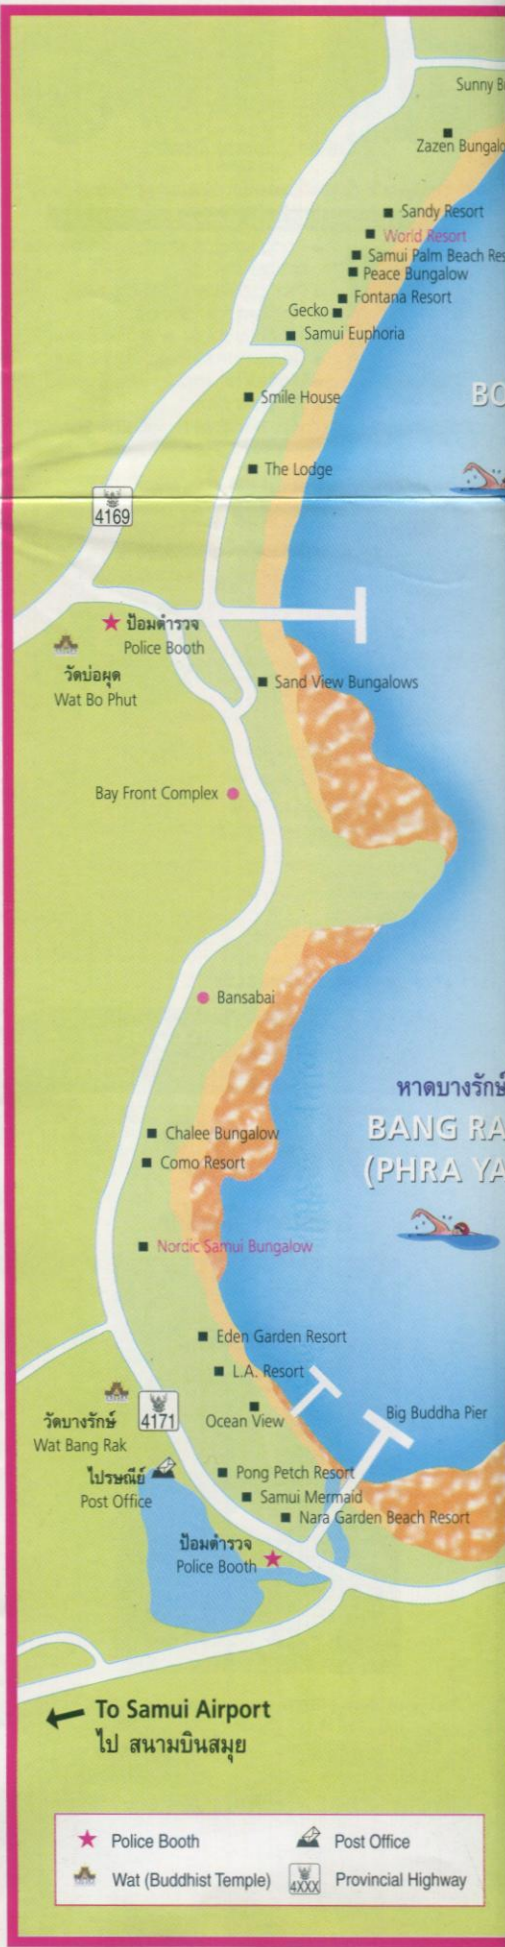 Sunny B
Zazen Bungalo
Sandy Resort
World Resort
Samui Palm Beach Res
Peace Bungalow
Fontana Resort
Gecko
Samui Euphoria
Smile House
BO
The Lodge
4169
ป้อมตำรวจ
Police Booth
วัดบ่อผุด
Wat Bo Phut
Sand View Bungalows
Bay Front Complex
Bansabai
หาดบางรักษ์
BANG RA
(PHRA YA
Chalee Bungalow
Como Resort
Nordic Samui Bungalow
Eden Garden Resort
L.A. Resort
Ocean View
Big Buddha Pier
4171
วัดบางรักษ์
Wat Bang Rak
ไปรษณีย์
Post Office
Pong Petch Resort
Samui Mermaid
Nara Garden Beach Resort
ป้อมตำรวจ
Police Booth
To Samui Airport
ไป สนามบินสมุย
Police Booth
Post Office
Wat (Buddhist Temple)
4XXX
Provincial Highway